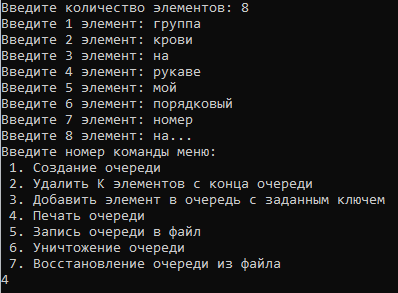 Введите количество элементов: 8
Введите 1 элемент: группа
Введите 2 элемент: крови
Введите 3 элемент: на
Введите 4 элемент: рукаве
Введите 5 элемент: мой
Введите 6 элемент: порядковый
Введите 7 элемент: номер
Введите 8 элемент: на...
Введите номер команды меню:
1. Создание очереди
2. Удалить K элементов с конца очереди
3. Добавить элемент в очередь с заданным ключем
4. Печать очереди
5. Запись очереди в файл
6. Уничтожение очереди
7. Восстановление очереди из файла
4